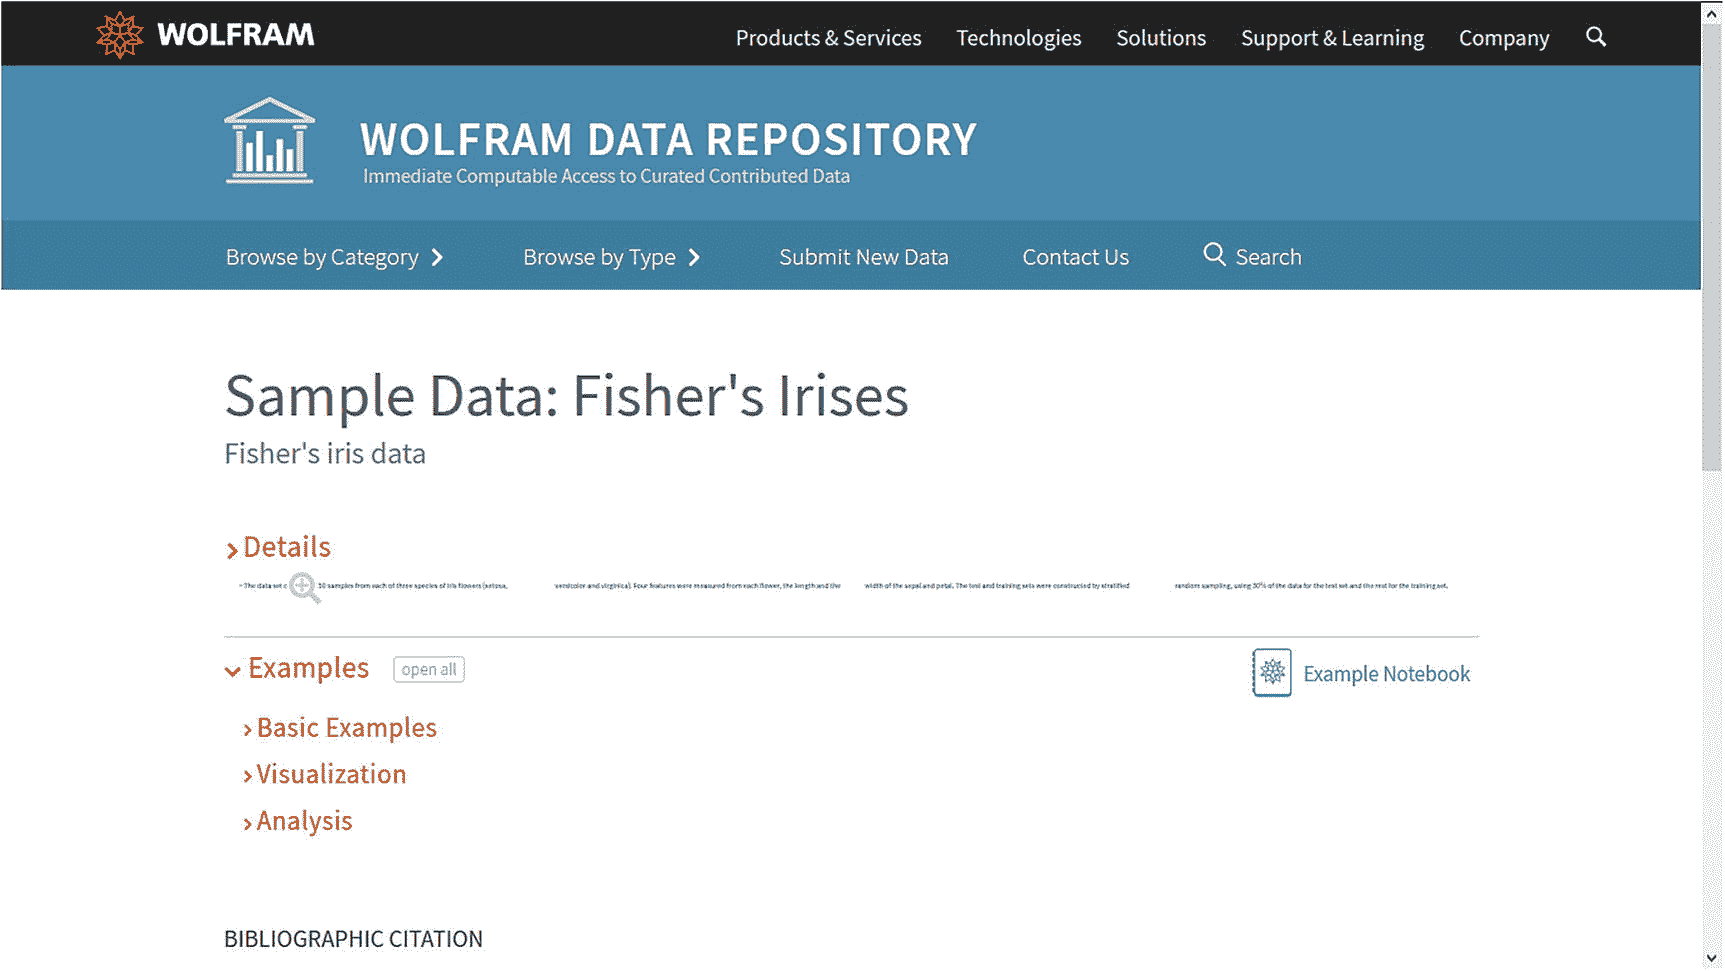 WOLFRAM
Products & Services Technologies Solutions Support & Learning Company
WOLFRAM DATA REPOSITORY
Immediate Computable Access to Curated Contributed Data
Browse by Category Browse by Type Submit New Data Contact Us Search
Sample Data: Fisher's Irises
Fisher's iris data
Details
The data set c 50 samples from each of three species of Iris flowers (setosa, versicolor and virginica). Four features were measured from each flower, the length and the width of the sepal and petal. The test and training sets were constructed by stratified random sampling, using 30% of the data for the test set and the rest for the training set.
Examples open all Example Notebook
Basic Examples
Visualization
Analysis
BIBLIOGRAPHIC CITATION